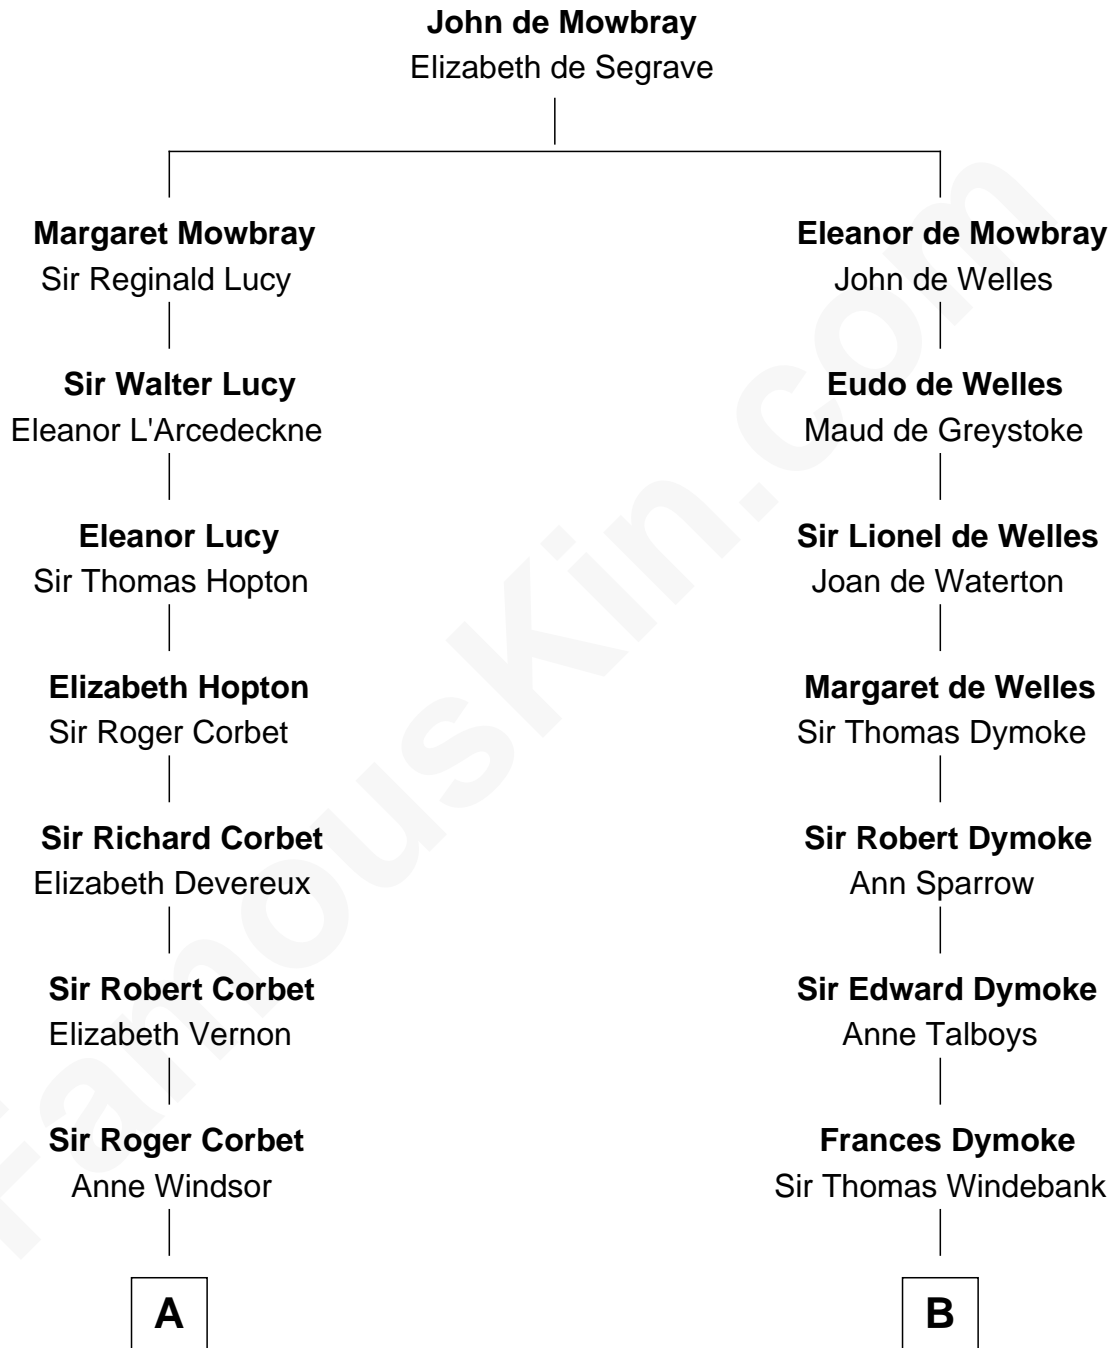 John de Mowbray
Elizabeth de Segrave
Margaret Mowbray
Sir Reginald Lucy
Eleanor de Mowbray
John de Welles
Sir Walter Lucy
Eleanor L'Arcedeckne
Eudo de Welles
Maud de Greystoke
Eleanor Lucy
Sir Thomas Hopton
Sir Lionel de Welles
Joan de Waterton
Elizabeth Hopton
Sir Roger Corbet
Margaret de Welles
Sir Thomas Dymoke
Sir Richard Corbet
Elizabeth Devereux
Sir Robert Dymoke
Ann Sparrow
Sir Robert Corbet
Elizabeth Vernon
Sir Edward Dymoke
Anne Talboys
Sir Roger Corbet
Anne Windsor
Frances Dymoke
Sir Thomas Windebank
A
B
FamousKin.com